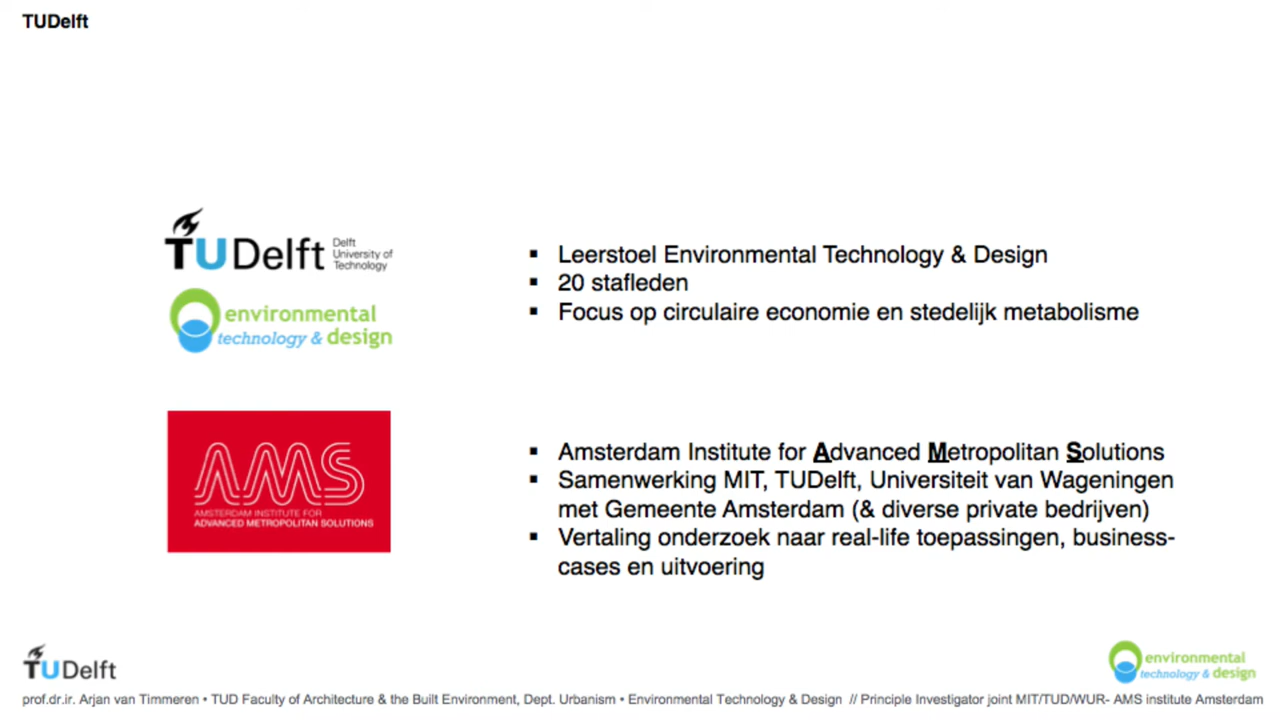 TUDelft
TUDelft
Delft
University of
Technology
environmental
technology & design
▪ Leerstoel Environmental Technology & Design
▪ 20 stafleden
▪ Focus op circulaire economie en stedelijk metabolisme
AMS
AMSTERDAM INSTITUTE FOR
ADVANCED METROPOLITAN SOLUTIONS
▪ Amsterdam Institute for Advanced Metropolitan Solutions
▪ Samenwerking MIT, TUDelft, Universiteit van Wageningen
met Gemeente Amsterdam (& diverse private bedrijven)
▪ Vertaling onderzoek naar real-life toepassingen, business-
cases en uitvoering
TUDelft
environmental
technology & design
prof.dr.ir. Arjan van Timmeren • TUD Faculty of Architecture & the Built Environment, Dept. Urbanism • Environmental Technology & Design // Principle Investigator joint MIT/TUD/WUR- AMS institute Amsterdam